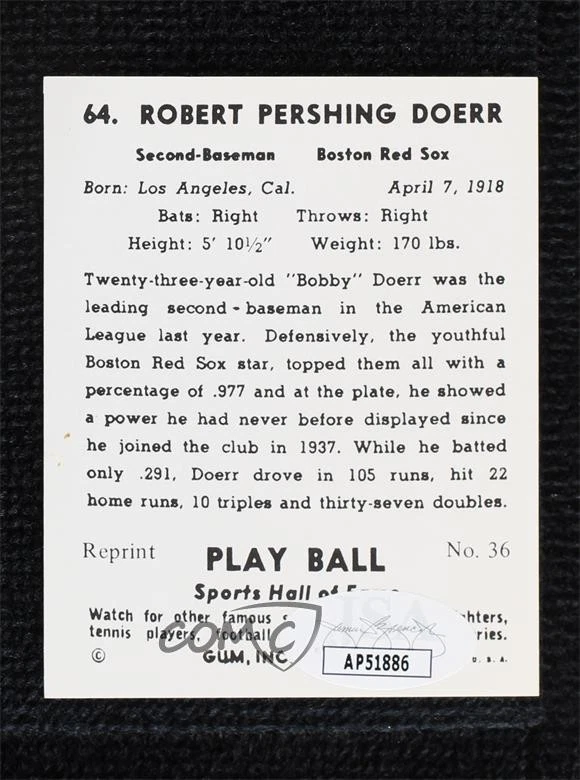 64. ROBERT PERSHING DOERR
Second-Baseman Boston Red Sox
Born: Los Angeles, Cal. April 7, 1918
Bats: Right Throws: Right
Height: 5' 10½" Weight: 170 lbs.
Twenty-three-year-old "Bobby" Doerr was the
leading second-baseman in the American
League last year. Defensively, the youthful
Boston Red Sox star, topped them all with a
percentage of .977 and at the plate, he showed
a power he had never before displayed since
he joined the club in 1937. While he batted
only .291, Doerr drove in 105 runs, hit 22
home runs, 10 triples and thirty-seven doubles.
Reprint PLAY BALL No. 36
Sports Hall of Fame
Watch for other famous
tennis players, football
© GUM, INC U. S. A.
COMC
JSA
AP51886